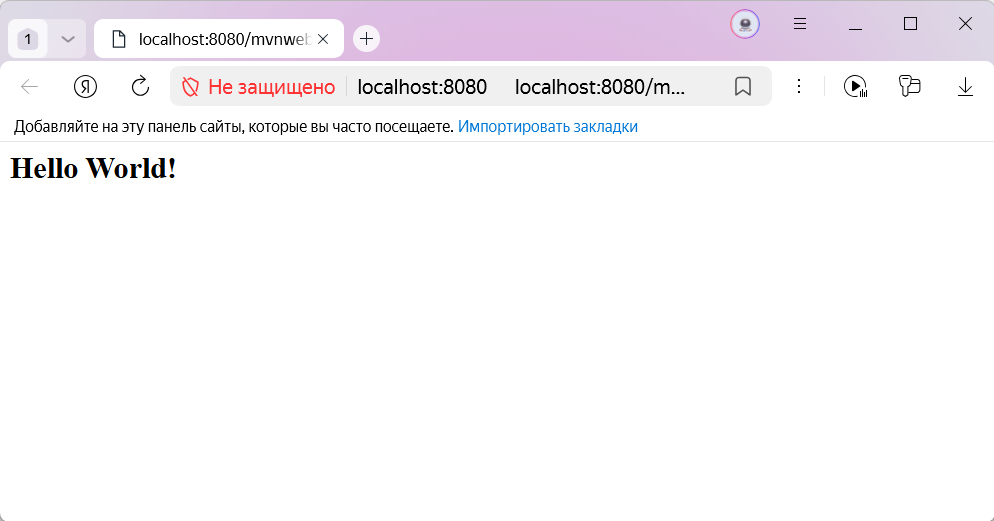 1 localhost:8080/mvnweb
Я Не защищено localhost:8080 localhost:8080/m...
Добавляйте на эту панель сайты, которые вы часто посещаете. Импортировать закладки
Hello World!